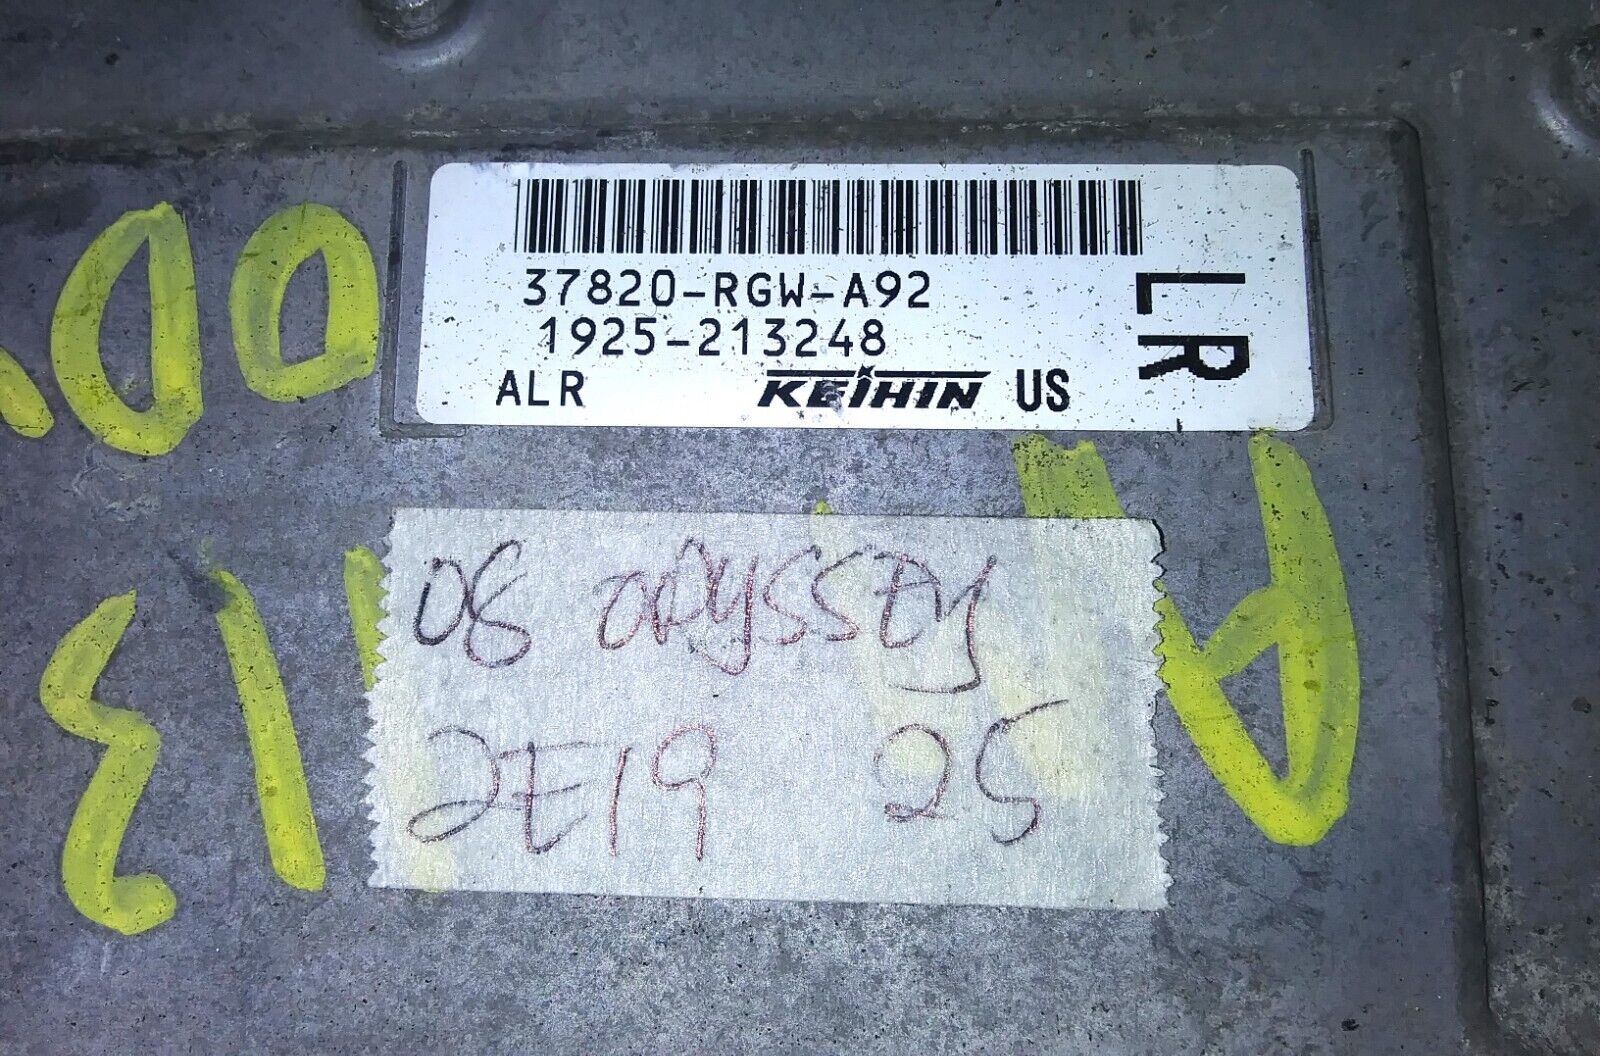 37820-RGW-A92
1925-213248
ALR KEIHIN US
LR
08 ODYSSEY
2E19 25